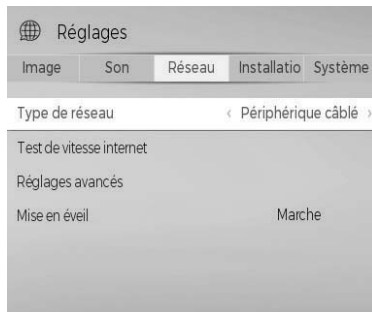 Réglages
Image Son Réseau Installatio Système
Type de réseau ‹ Périphérique câblé ›
Test de vitesse internet
Réglages avancés
Mise en éveil Marche